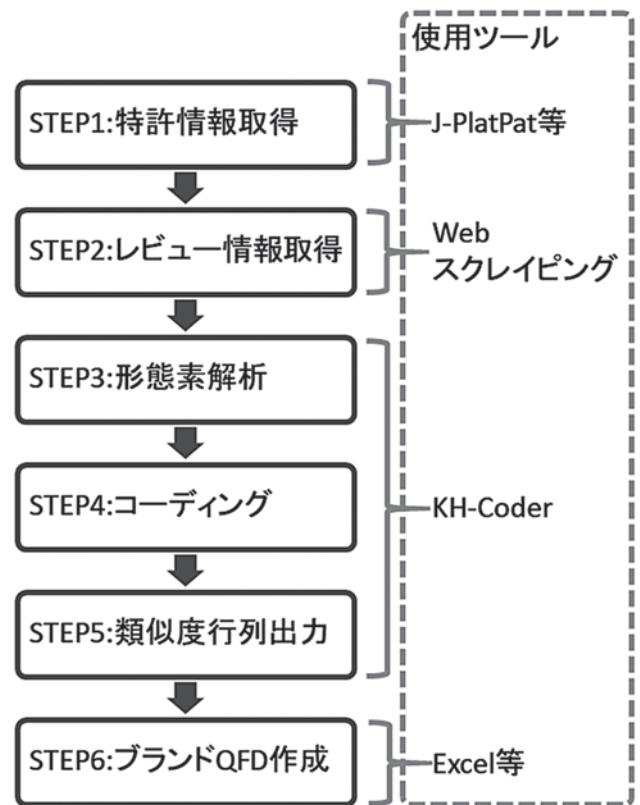 使用ツール
STEP1:特許情報取得
J-PlatPat等
STEP2:レビュー情報取得
Web
スクレイピング
STEP3:形態素解析
STEP4:コーディング
KH-Coder
STEP5:類似度行列出力
STEP6:ブランドQFD作成
Excel等